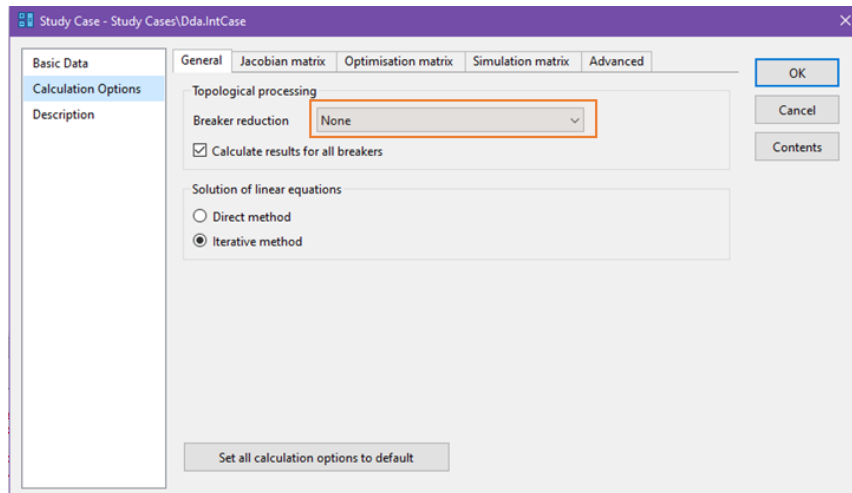 Study Case - Study Cases\Dda.IntCase
Basic Data
Calculation Options
Description
General Jacobian matrix Optimisation matrix Simulation matrix Advanced
Topological processing
Breaker reduction None
Calculate results for all breakers
Solution of linear equations
Direct method
Iterative method
Set all calculation options to default
OK
Cancel
Contents